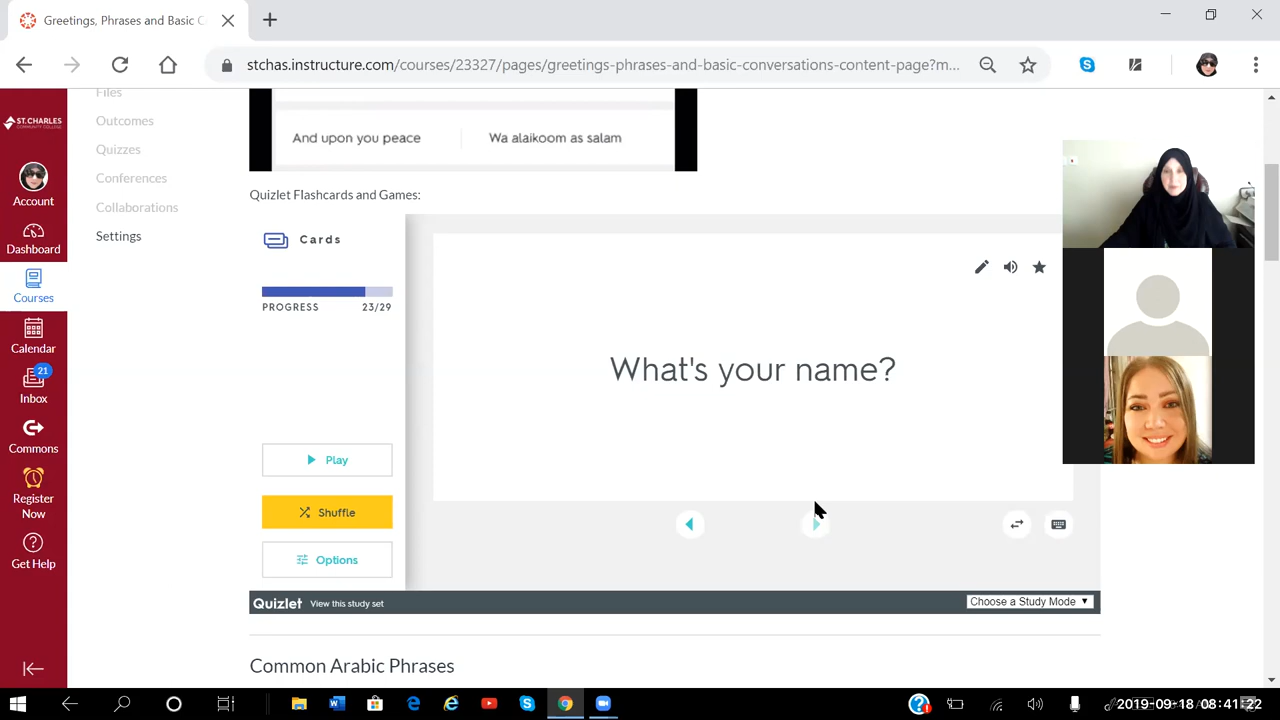 Greetings, Phrases and Basic C
stchas.instructure.com/courses/23327/pages/greetings-phrases-and-basic-conversations-content-page?m...
ST. CHARLES
COMMUNITY COLLEGE
Account
Dashboard
Courses
Calendar
21
Inbox
Commons
Register
Now
Get Help
Files
Outcomes
Quizzes
Conferences
Collaborations
Settings
And upon you peace
Wa alaikoom as salam
Quizlet Flashcards and Games:
Cards
PROGRESS 23/29
What's your name?
Play
Shuffle
Options
Quizlet View this study set
Choose a Study Mode
Common Arabic Phrases
2019-09-18 08:41:22